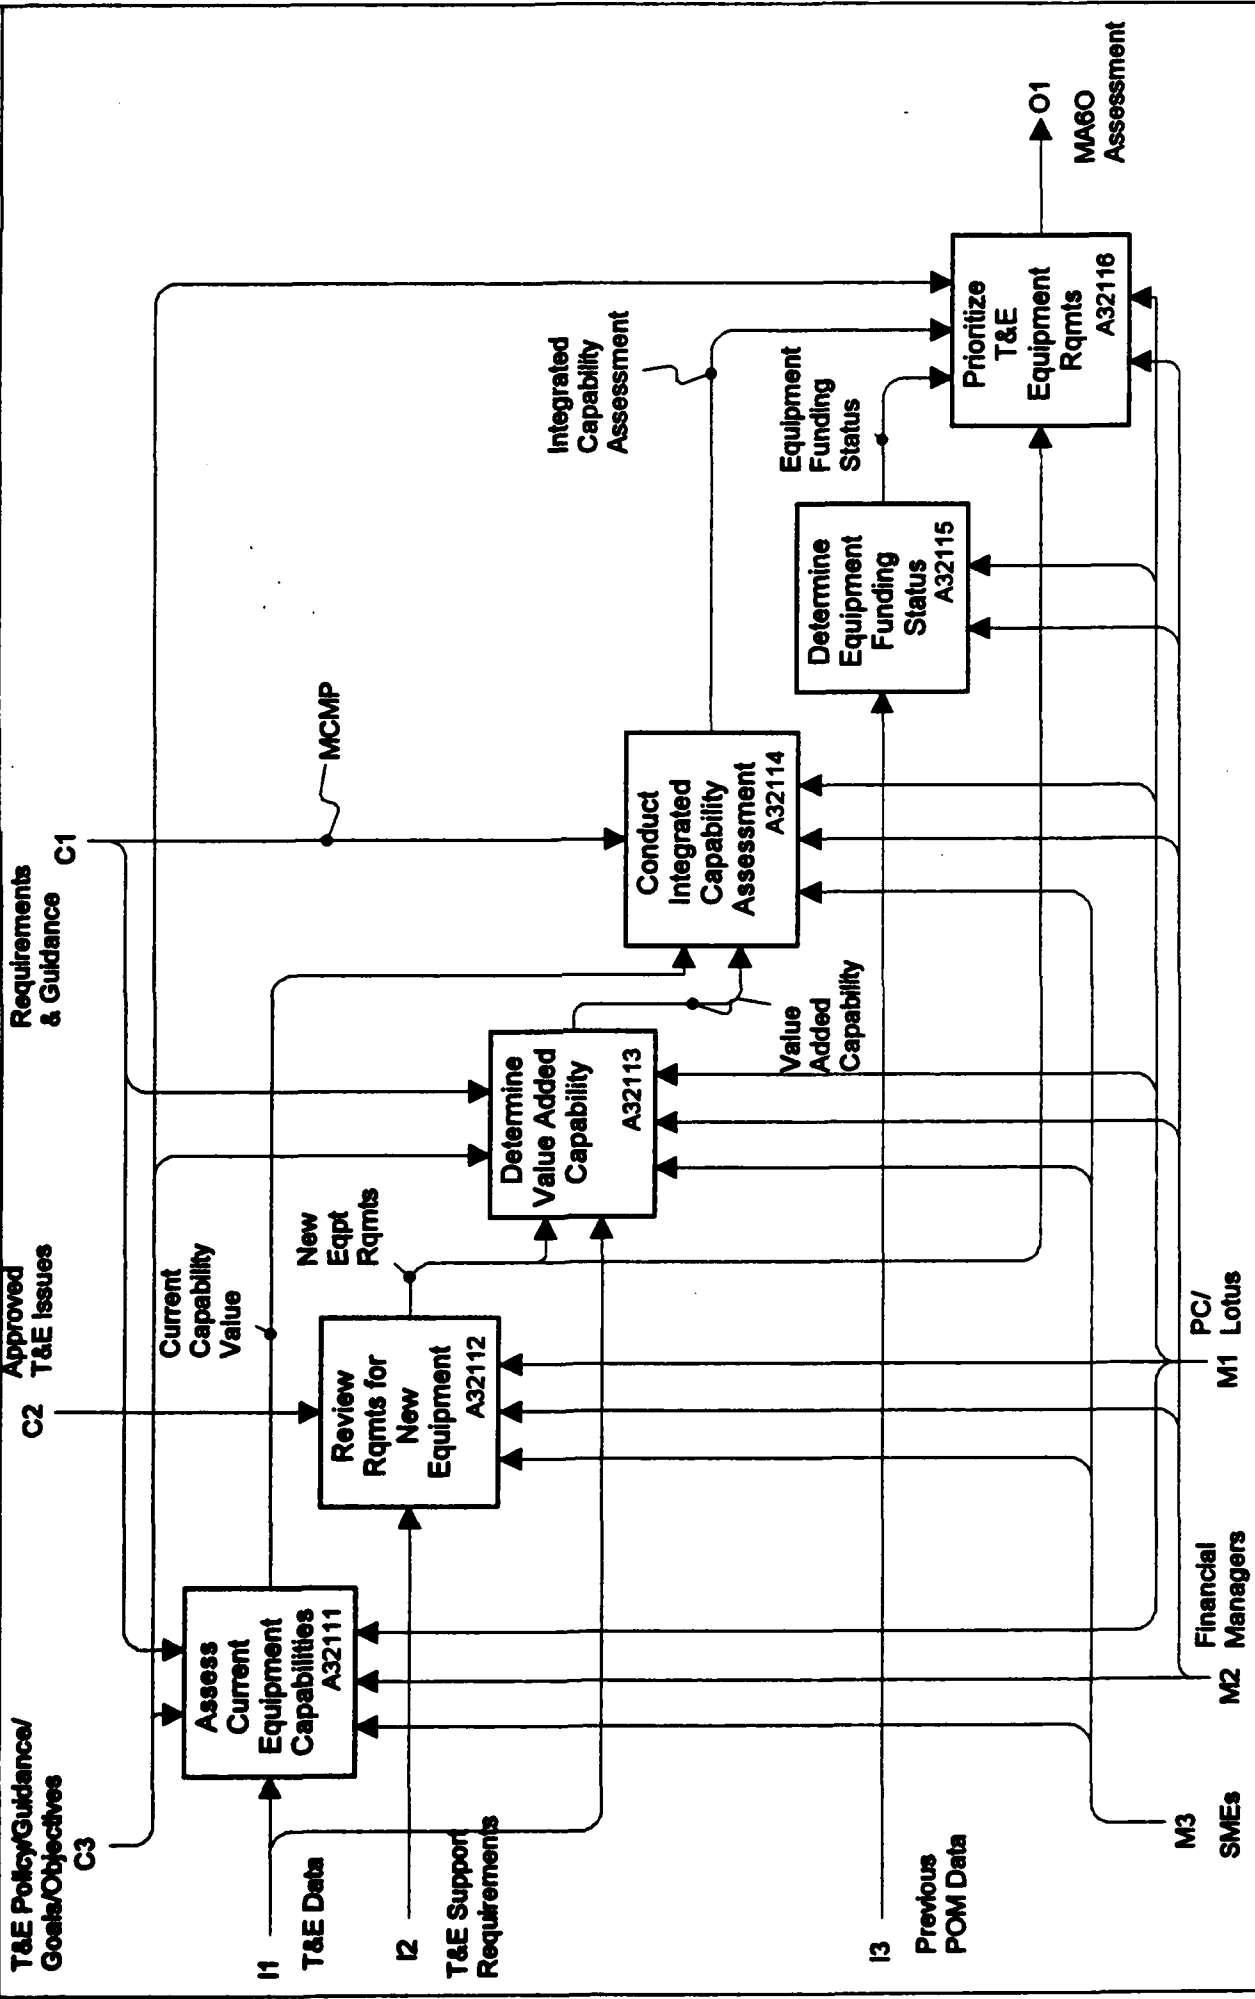 T&E Policy/Guidance/
Goals/Objectives
C3
Approved
T&E Issues
C2
Requirements
& Guidance
C1
I1
T&E Data
I2
T&E Support
Requirements
I3
Previous
POM Data
Assess
Current
Equipment
Capabilities
A32111
Current
Capability
Value
Review
Rqmts for
New
Equipment
A32112
New
Eqpt
Rqmts
Determine
Value Added
Capability
A32113
Value
Added
Capability
MCMP
Conduct
Integrated
Capability
Assessment
A32114
Integrated
Capability
Assessment
Determine
Equipment
Funding
Status
A32115
Equipment
Funding
Status
Prioritize
T&E
Equipment
Rqmts
A32116
O1
MA6O
Assessment
M3
SMEs
M2
Financial
Managers
M1
PC/
Lotus